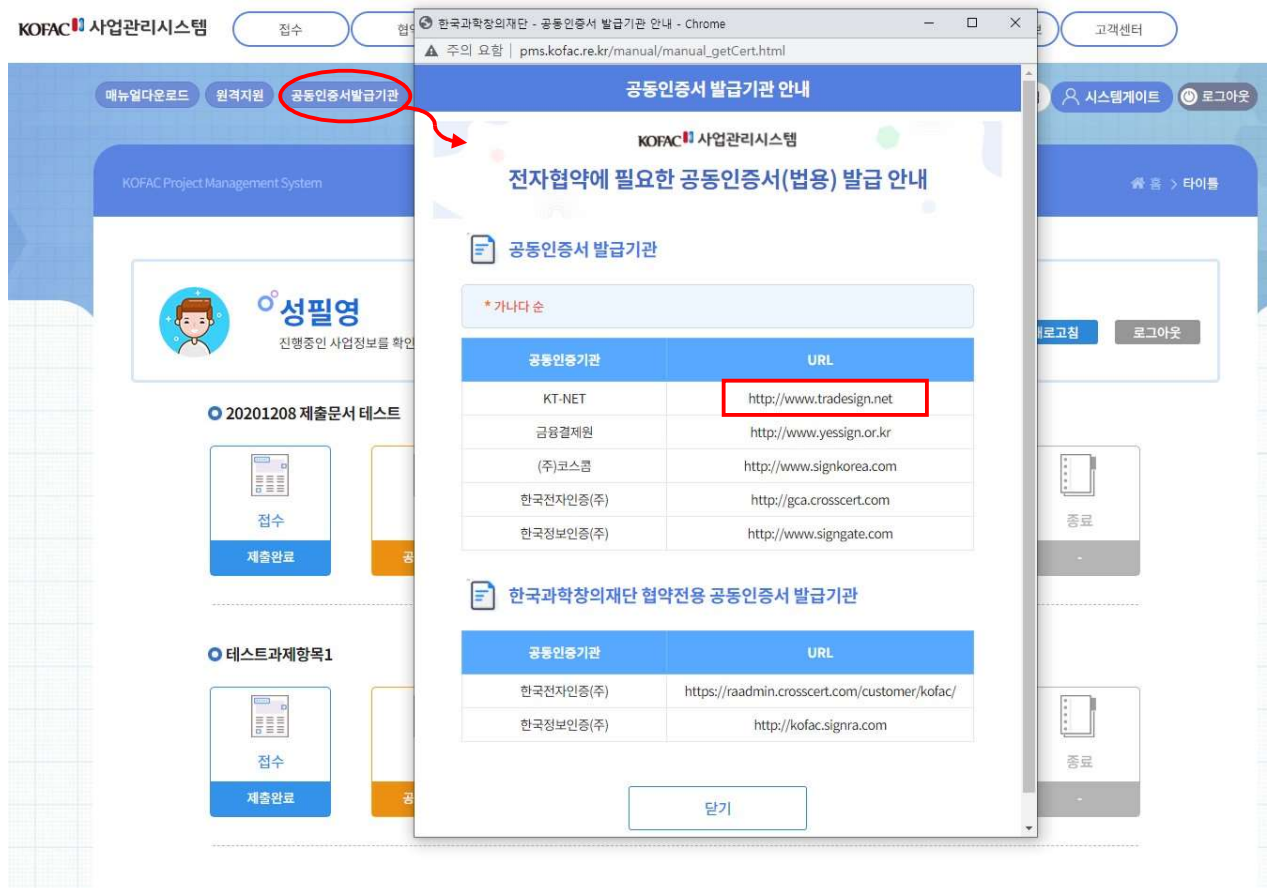 KOFAC 사업관리시스템
접수
고객센터
매뉴얼다운로드
원격지원
공동인증서발급기관
시스템게이트
로그아웃
KOFAC Project Management System
홈 > 타이틀
성필영
진행중인 사업정보를 확인
로그아웃
20201208 제출문서 테스트
접수
제출완료
종료
-
테스트과제항목1
접수
제출완료
종료
-
한국과학창의재단 - 공동인증서 발급기관 안내 - Chrome
주의 요함 | pms.kofac.re.kr/manual/manual_getCert.html
공동인증서 발급기관 안내
KOFAC 사업관리시스템
전자협약에 필요한 공동인증서(범용) 발급 안내
공동인증서 발급기관
* 가나다 순
공동인증기관 URL
KT-NET http://www.tradesign.net
금융결제원 http://www.yessign.or.kr
(주)코스콤 http://www.signkorea.com
한국전자인증(주) http://gca.crosscert.com
한국정보인증(주) http://www.signgate.com
한국과학창의재단 협약전용 공동인증서 발급기관
공동인증기관 URL
한국전자인증(주) https://raadmin.crosscert.com/customer/kofac/
한국정보인증(주) http://kofac.signra.com
닫기